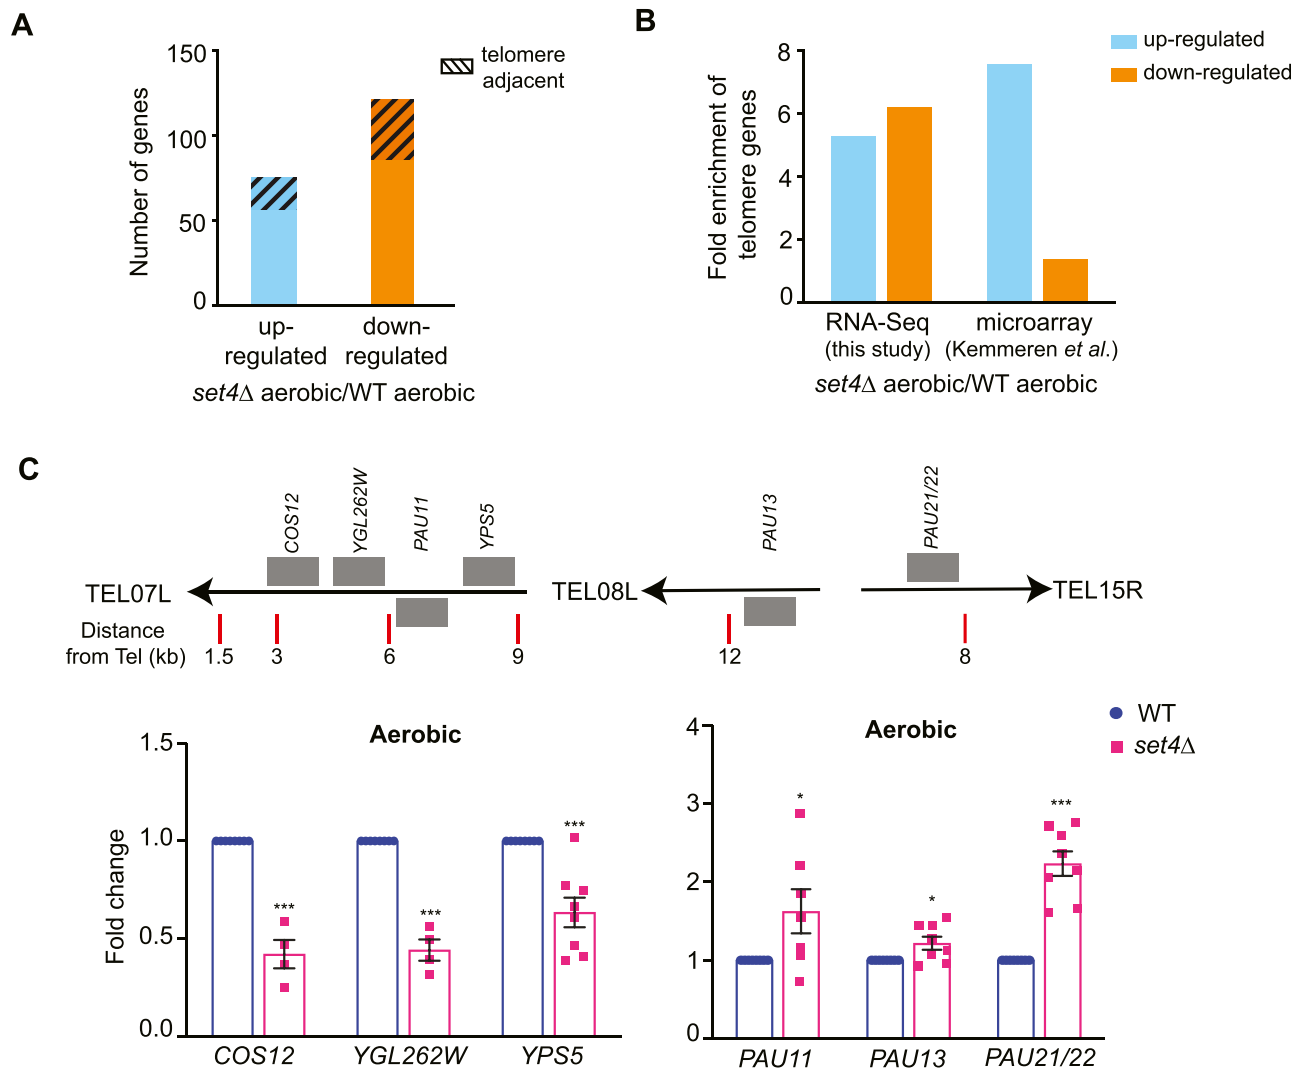 A
150
100
50
0
Number of genes
telomere
adjacent
up-
regulated
down-
regulated
set4Δ aerobic/WT aerobic
B
8
6
4
2
0
Fold enrichment of
telomere genes
up-regulated
down-regulated
RNA-Seq
(this study)
microarray
(Kemmeren et al.)
set4Δ aerobic/WT aerobic
C
COS12
YGL262W
PAU11
YPS5
PAU13
PAU21/22
TEL07L
TEL08L
TEL15R
Distance
from Tel (kb)
1.5
3
6
9
12
8
Aerobic
1.5
1.0
0.5
0.0
Fold change
***
***
***
COS12
YGL262W
YPS5
Aerobic
4
3
2
1
0
*
*
***
PAU11
PAU13
PAU21/22
WT
set4Δ